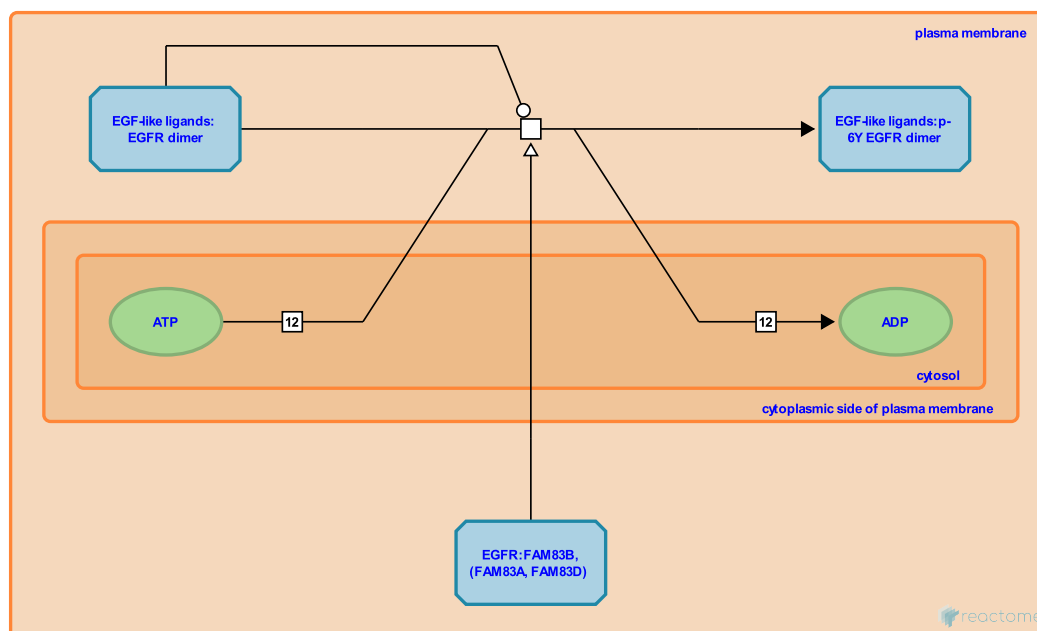 plasma membrane
EGF-like ligands:
EGFR dimer
EGF-like ligands:p-
6Y EGFR dimer
ATP
12
12
ADP
cytosol
cytoplasmic side of plasma membrane
EGFR:FAM83B,
(FAM83A, FAM83D)
reactome